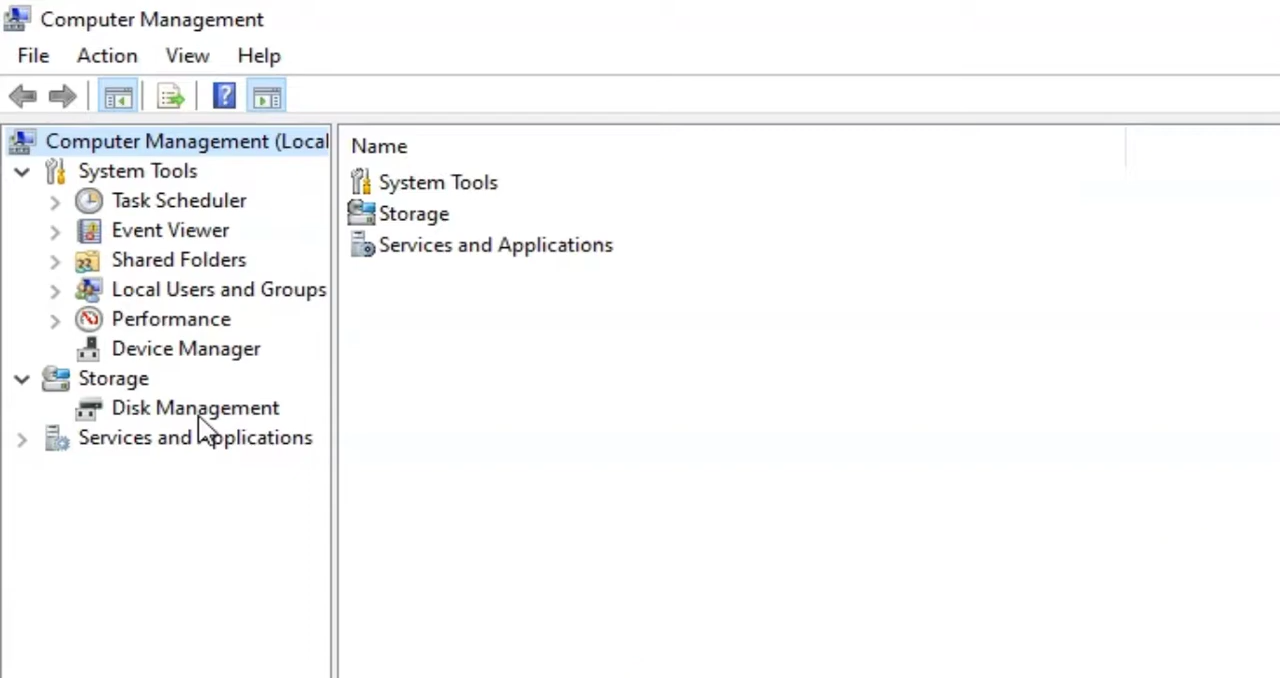 Computer Management
File Action View Help
Computer Management (Local
System Tools
Task Scheduler
Event Viewer
Shared Folders
Local Users and Groups
Performance
Device Manager
Storage
Disk Management
Services and Applications
Name
System Tools
Storage
Services and Applications